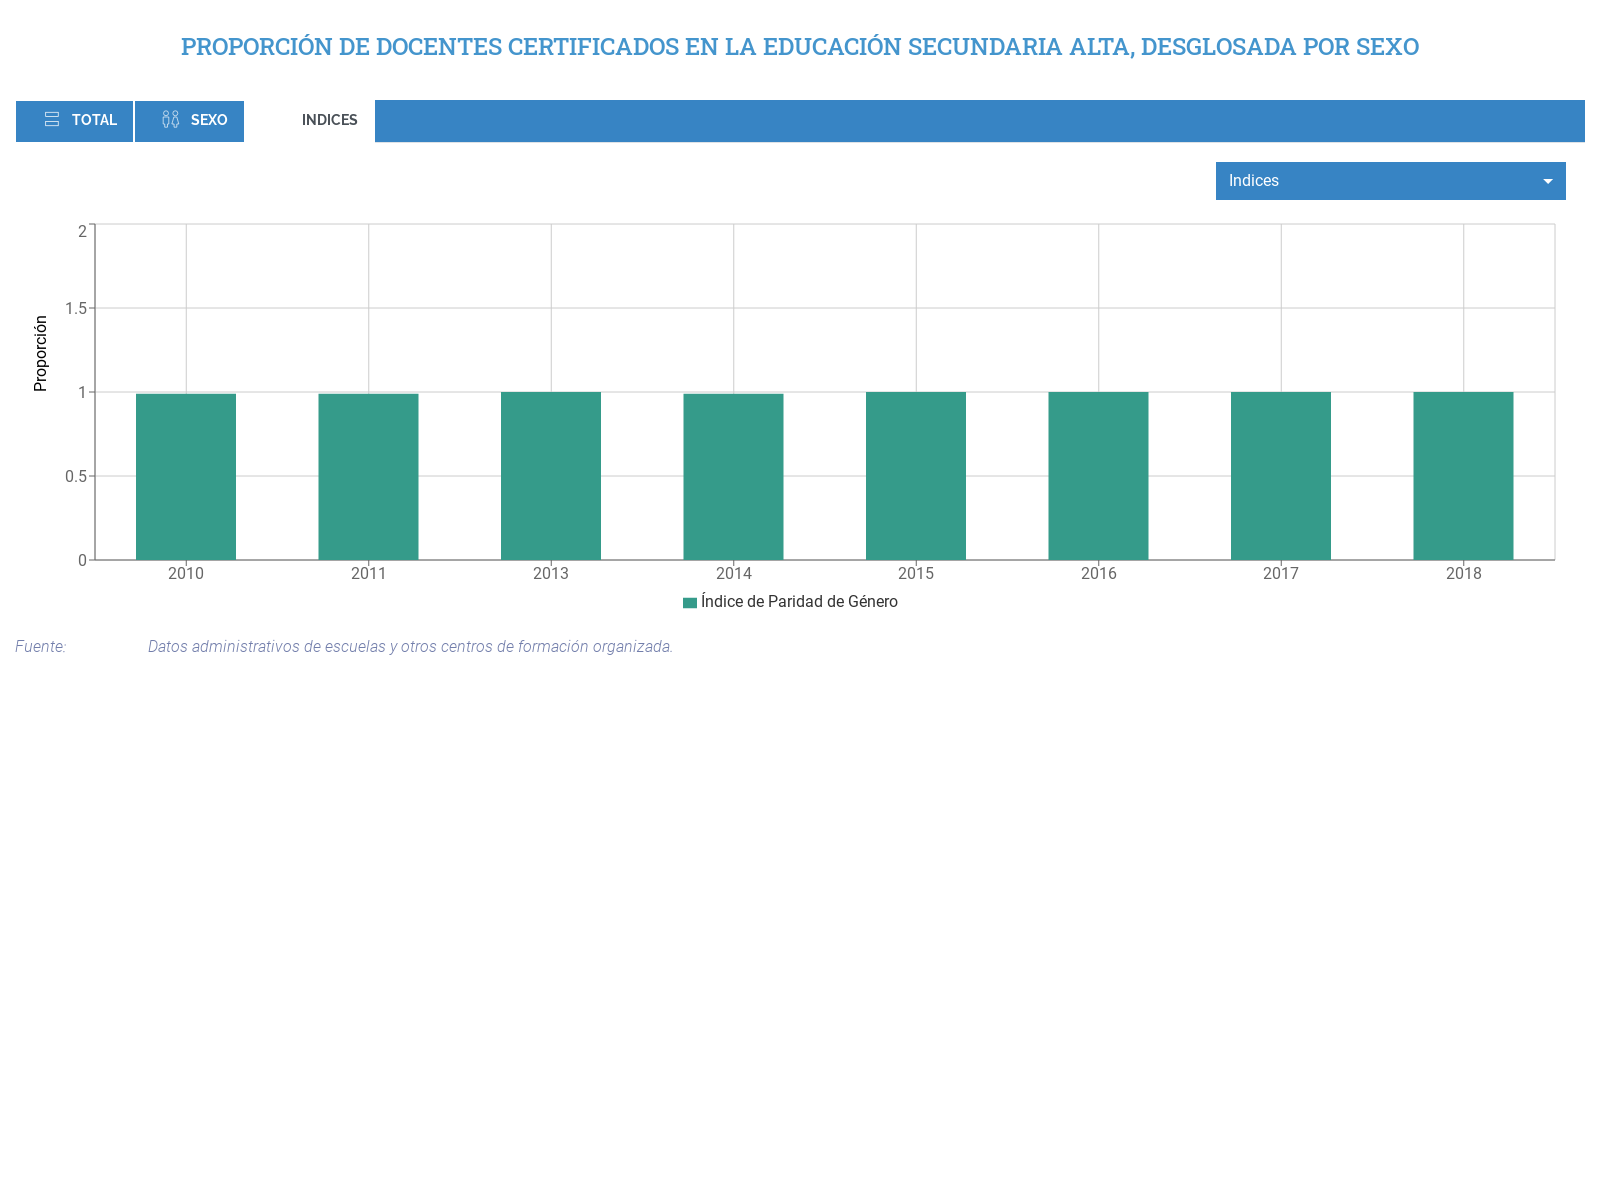 PROPORCIÓN DE DOCENTES CERTIFICADOS EN LA EDUCACIÓN SECUNDARIA ALTA, DESGLOSADA POR SEXO
TOTAL SEXO INDICES
Indices
Proporción
2
1.5
1
0.5
0
2010 2011 2013 2014 2015 2016 2017 2018
Índice de Paridad de Género
Fuente: Datos administrativos de escuelas y otros centros de formación organizada.